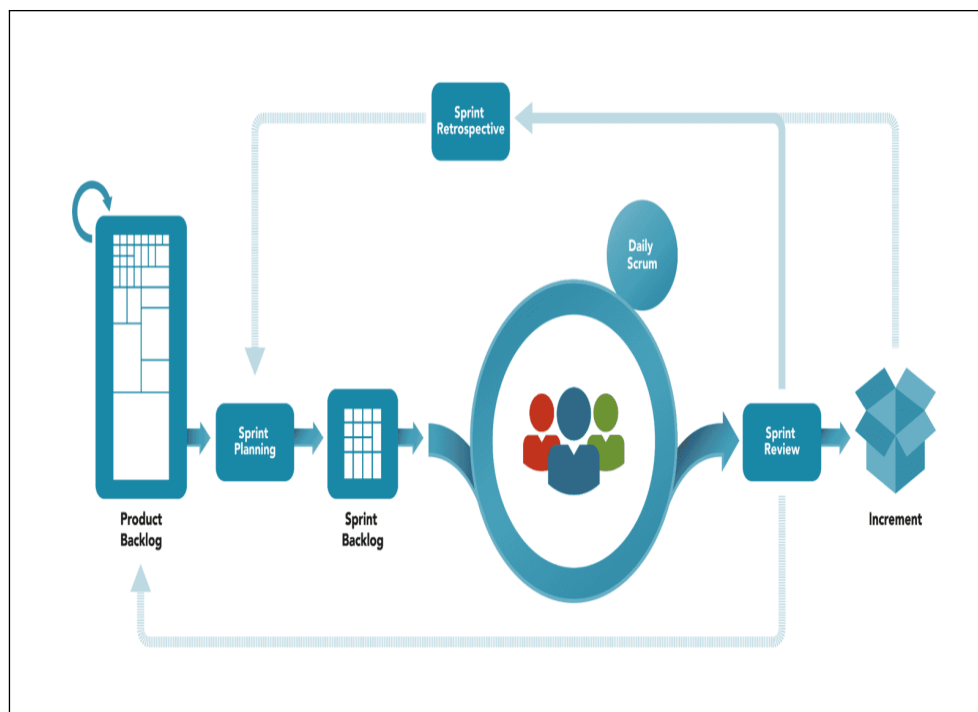 Sprint
Retrospective
Daily
Scrum
Sprint
Planning
Sprint
Review
Product
Backlog
Sprint
Backlog
Increment